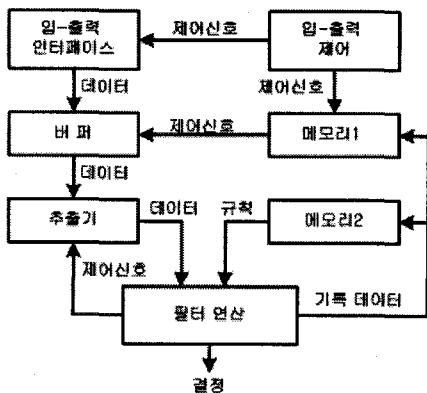 입-출력
인터페이스
제어신호
입-출력
제어
데이터
제어신호
버 퍼
제어신호
메모리1
데이터
추출기
데이터
규칙
메모리2
제어신호
필터 연산
기록 데이터
결정